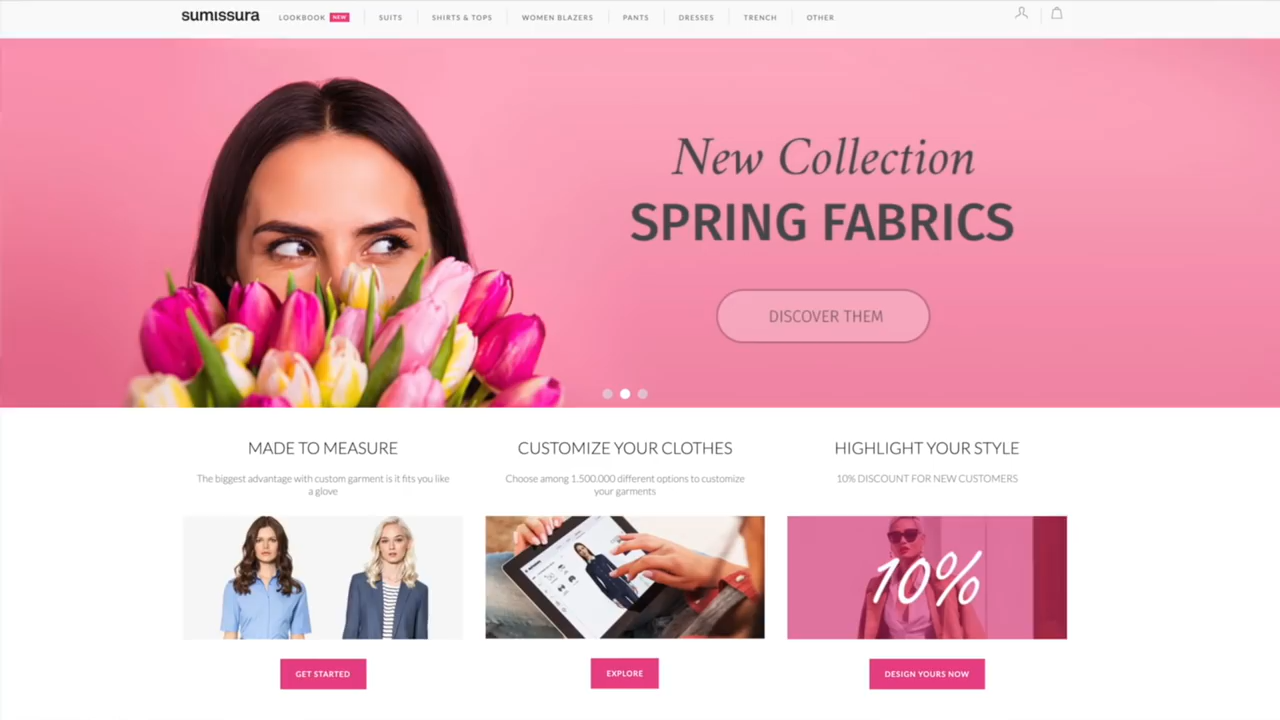 sumissura
LOOKBOOK NEW SUITS SHIRTS & TOPS WOMEN BLAZERS PANTS DRESSES TRENCH OTHER
New Collection
SPRING FABRICS
DISCOVER THEM
MADE TO MEASURE
The biggest advantage with custom garment is it fits you like
a glove
GET STARTED
CUSTOMIZE YOUR CLOTHES
Choose among 1.500.000 different options to customize
your garments
EXPLORE
HIGHLIGHT YOUR STYLE
10% DISCOUNT FOR NEW CUSTOMERS
10%
DESIGN YOURS NOW